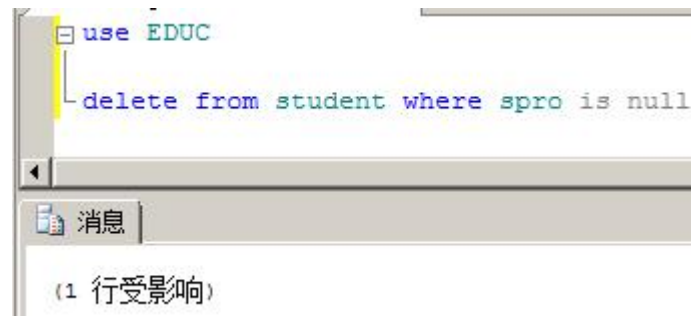 use EDUC
delete from student where spro is null
消息
(1 行受影响)